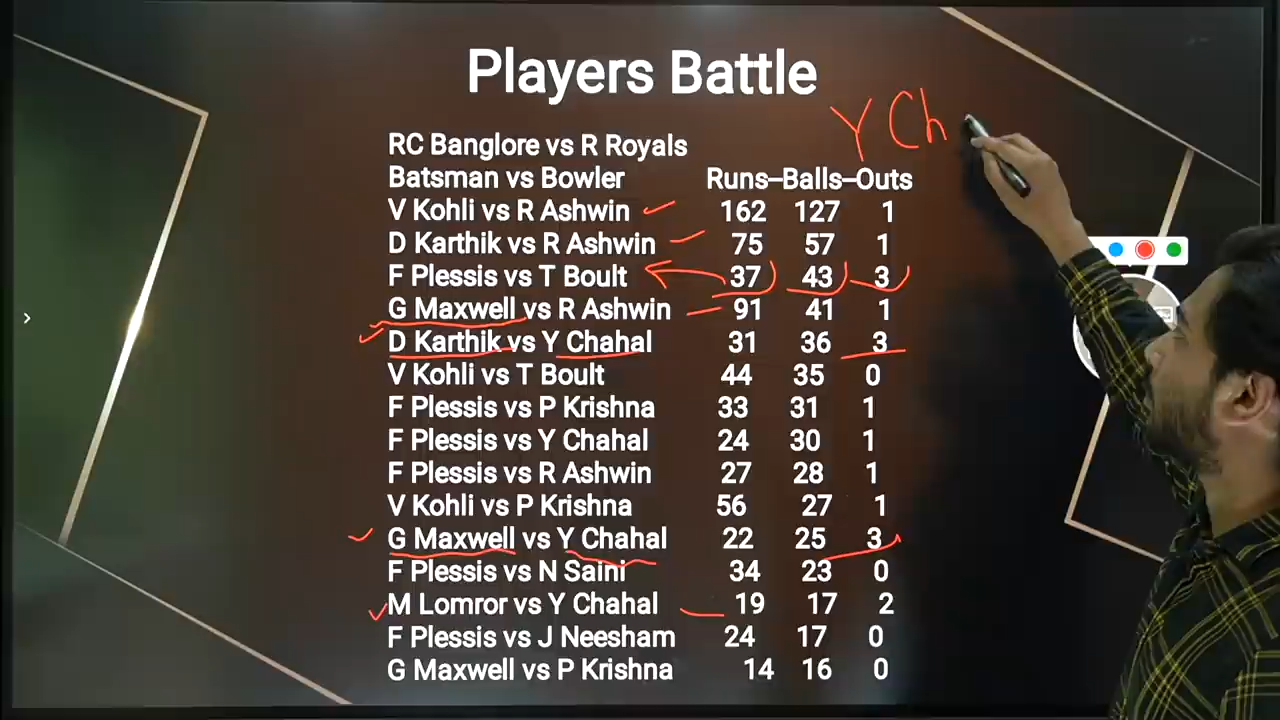 Players Battle
Y Ch
RC Banglore vs R Royals
Batsman vs Bowler Runs–Balls–Outs
V Kohli vs R Ashwin 162 127 1
D Karthik vs R Ashwin 75 57 1
F Plessis vs T Boult 37 43 3
G Maxwell vs R Ashwin 91 41 1
D Karthik vs Y Chahal 31 36 3
V Kohli vs T Boult 44 35 0
F Plessis vs P Krishna 33 31 1
F Plessis vs Y Chahal 24 30 1
F Plessis vs R Ashwin 27 28 1
V Kohli vs P Krishna 56 27 1
G Maxwell vs Y Chahal 22 25 3
F Plessis vs N Saini 34 23 0
M Lomror vs Y Chahal 19 17 2
F Plessis vs J Neesham 24 17 0
G Maxwell vs P Krishna 14 16 0